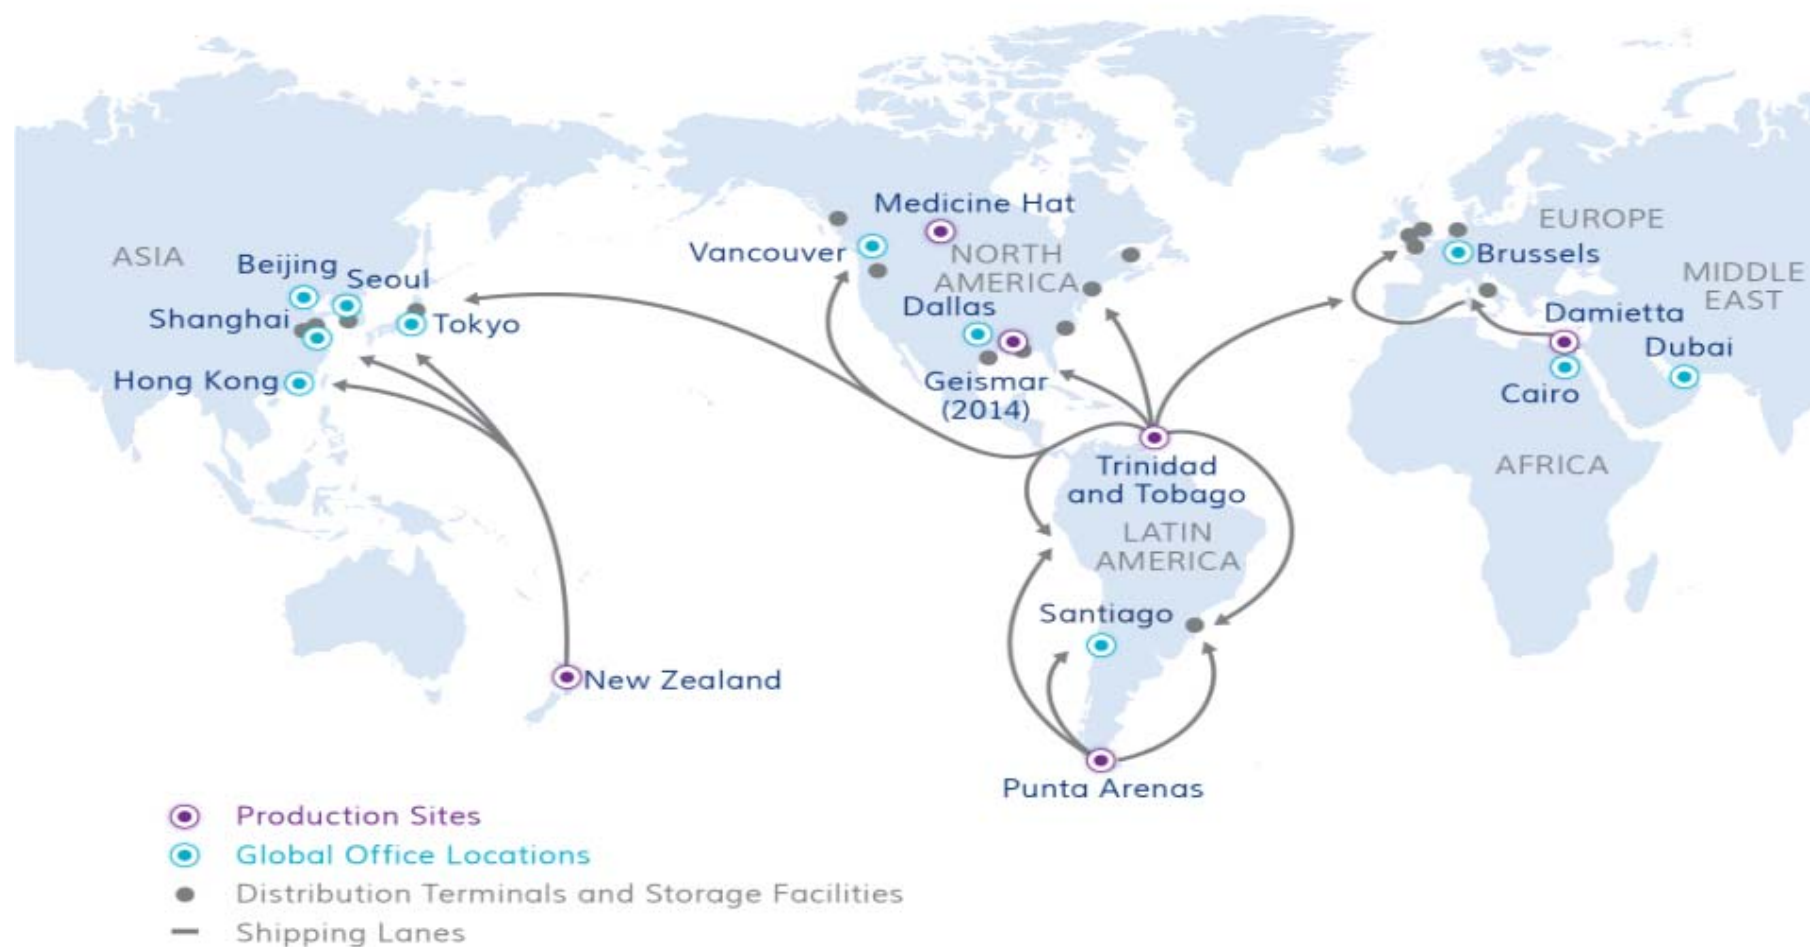 Medicine Hat
EUROPE
ASIA
Vancouver
NORTH
AMERICA
Brussels
Beijing
Seoul
MIDDLE
EAST
Dallas
Damietta
Shanghai
Tokyo
Dubai
Hong Kong
Geismar
(2014)
Cairo
Trinidad
and Tobago
AFRICA
LATIN
AMERICA
Santiago
New Zealand
Punta Arenas
Production Sites
Global Office Locations
Distribution Terminals and Storage Facilities
Shipping Lanes